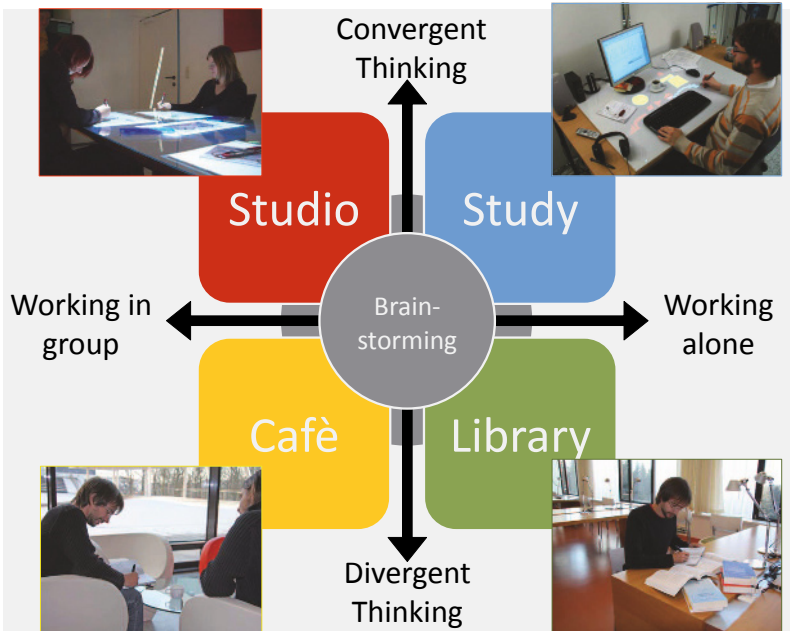 Convergent
Thinking
Studio
Study
Working in
group
Brain-
storming
Working
alone
Cafè
Library
Divergent
Thinking